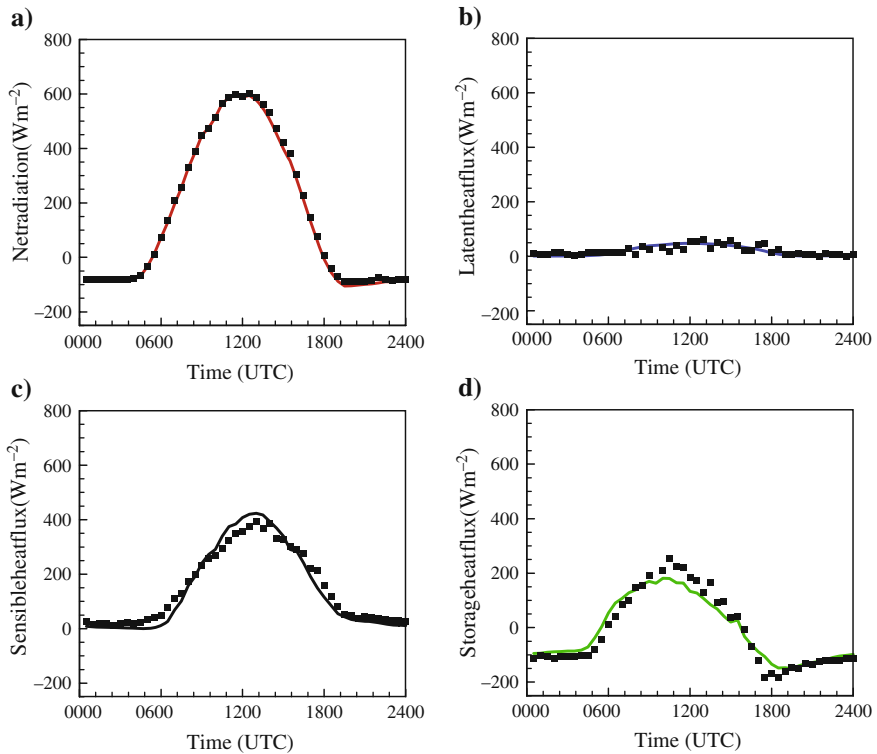 a)
800
600
400
200
0
−200
Netradiation(Wm−2)
0000 0600 1200 1800 2400
Time (UTC)
b)
800
600
400
200
0
−200
Latentheatflux(Wm−2)
0000 0600 1200 1800 2400
Time (UTC)
c)
800
600
400
200
0
−200
Sensibleheatflux(Wm−2)
0000 0600 1200 1800 2400
Time (UTC)
d)
800
600
400
200
0
−200
Storageheatflux(Wm−2)
0000 0600 1200 1800 2400
Time (UTC)